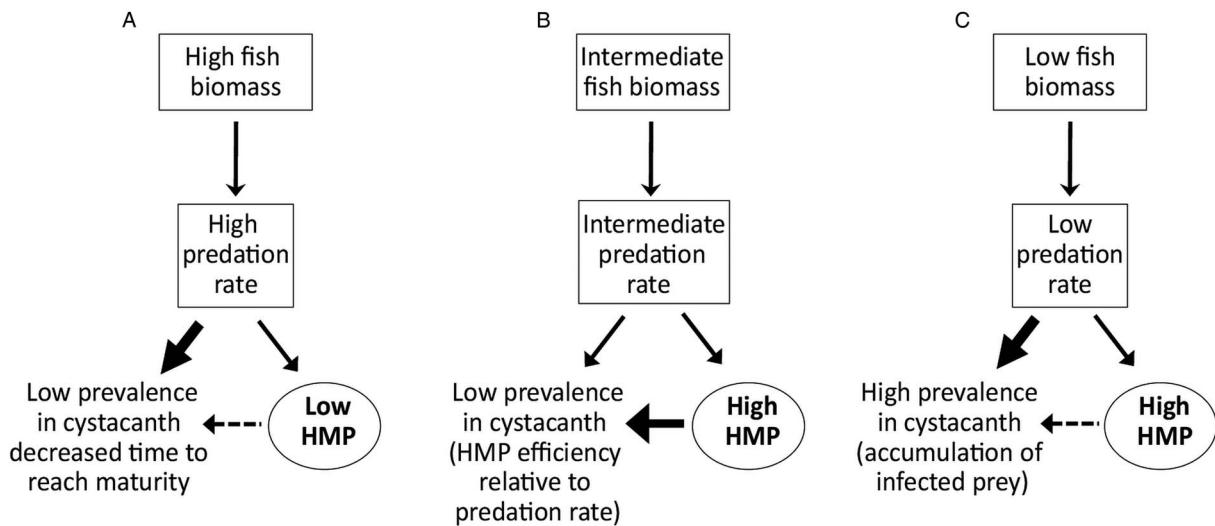 A
High fish
biomass
High
predation
rate
Low prevalence
in cystacanth
decreased time to
reach maturity
Low
HMP
B
Intermediate
fish biomass
Intermediate
predation
rate
Low prevalence
in cystacanth
(HMP efficiency
relative to
predation rate)
High
HMP
C
Low fish
biomass
Low
predation
rate
High prevalence
in cystacanth
(accumulation of
infected prey)
High
HMP